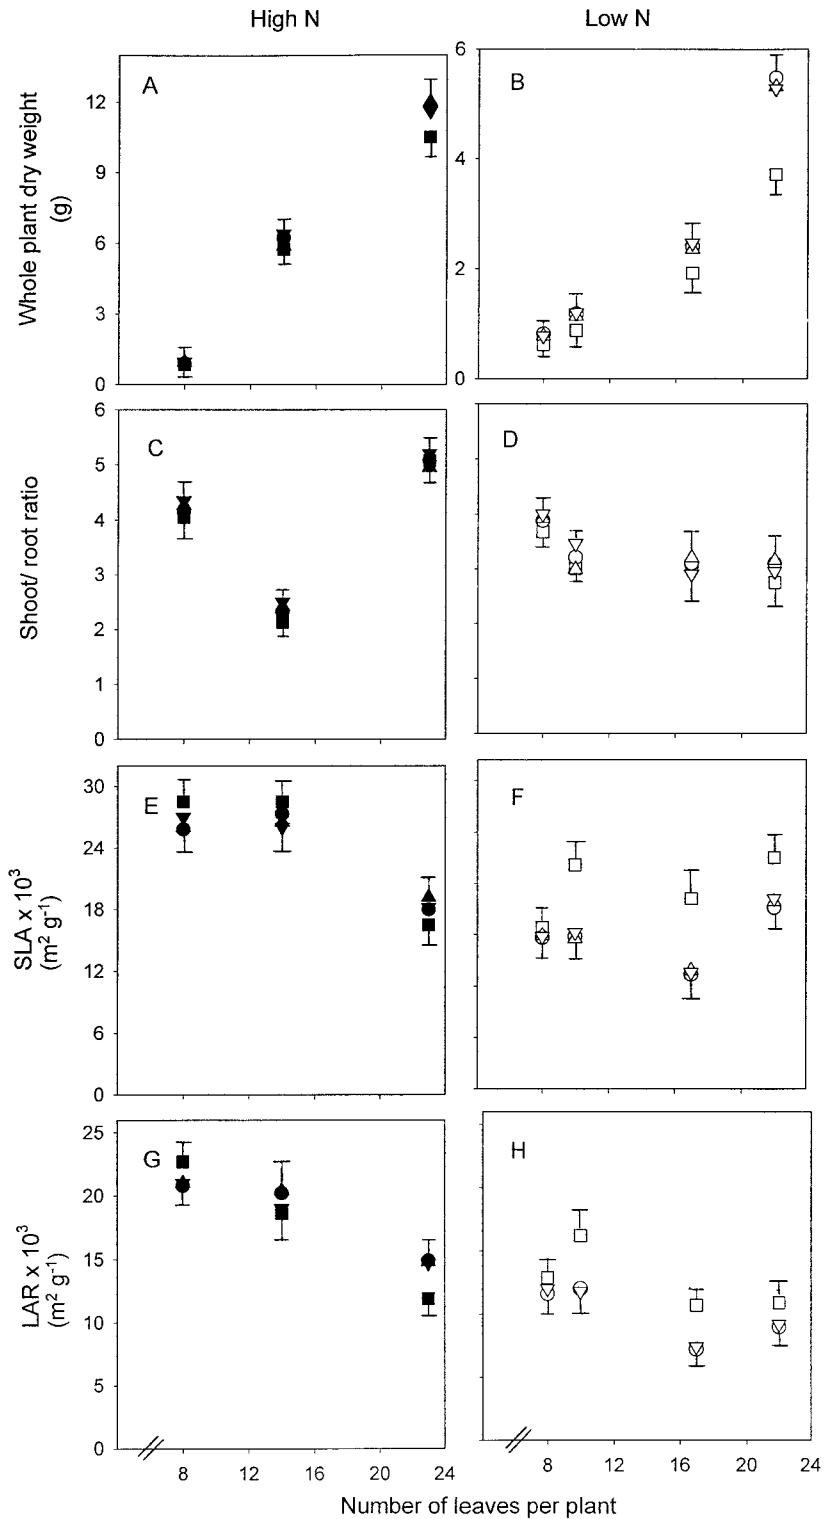 High N
Low N
Whole plant dry weight
(g)
A
12
9
6
3
0
B
6
4
2
0
Shoot/ root ratio
C
6
5
4
3
2
1
0
D
SLA x 10³
(m² g⁻¹)
E
30
24
18
12
6
0
F
LAR x 10³
(m² g⁻¹)
G
25
20
15
10
5
0
H
8 12 16 20 24
8 12 16 20 24
Number of leaves per plant